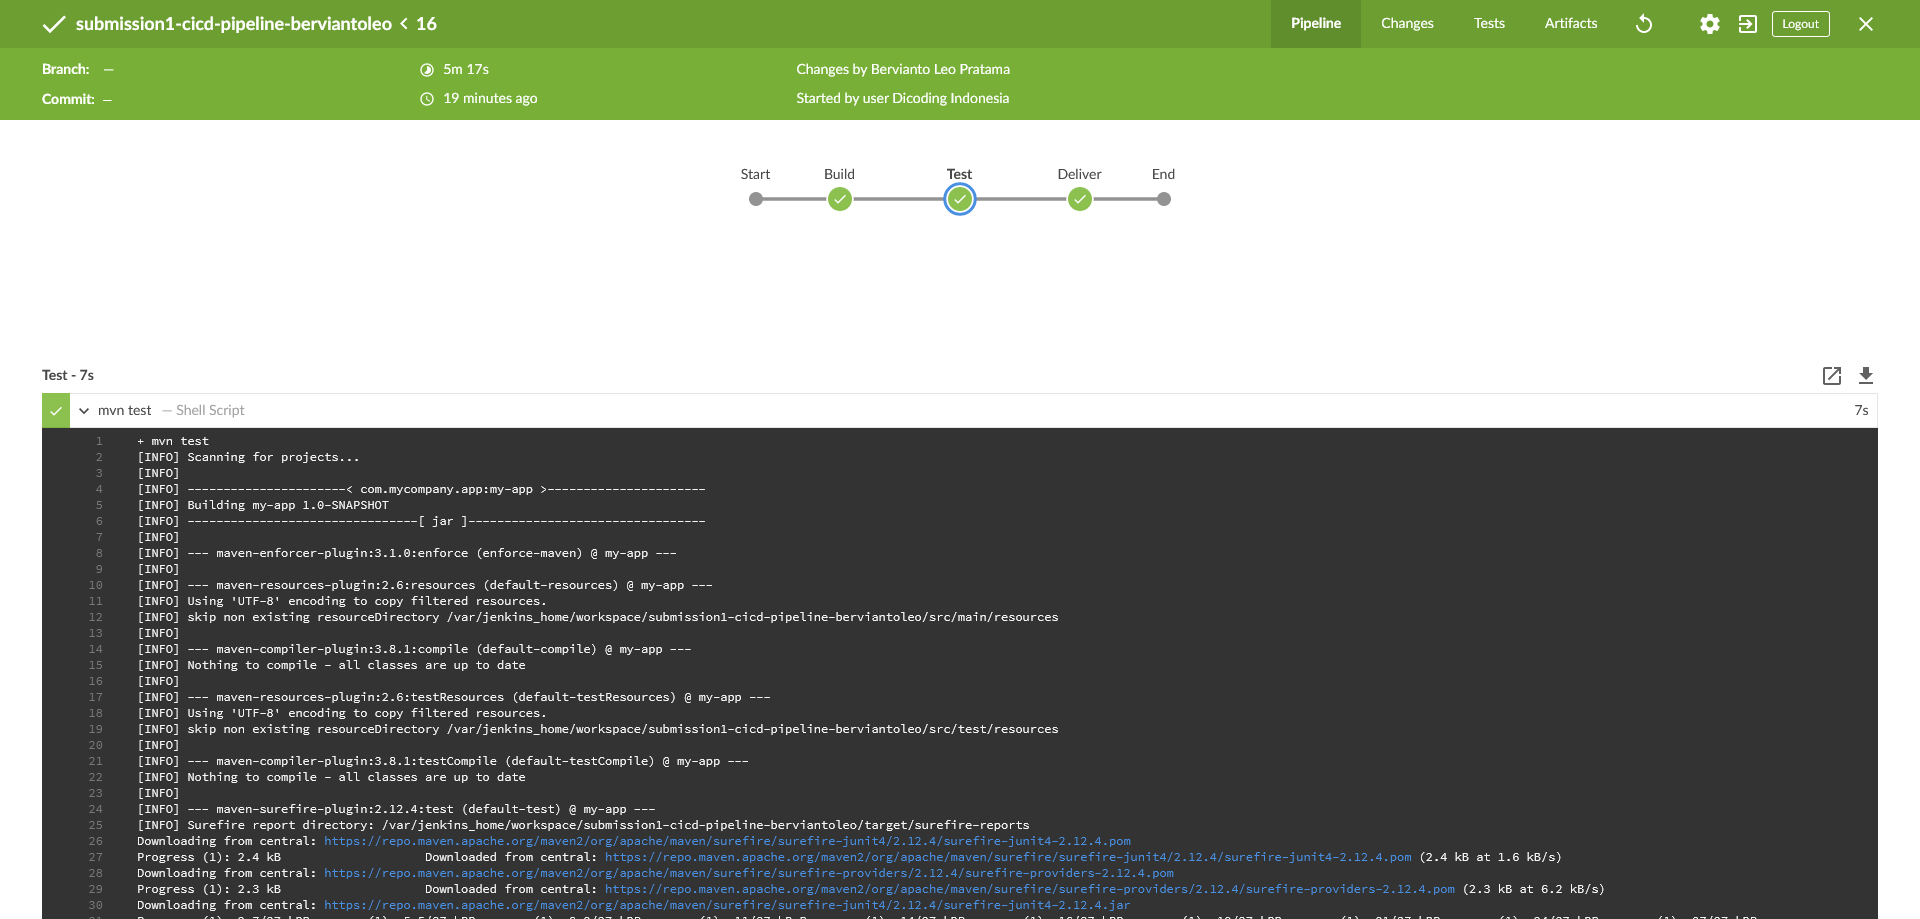 submission1-cicd-pipeline-berviantoleo < 16
Pipeline Changes Tests Artifacts Logout
Branch: — 5m 17s Changes by Bervianto Leo Pratama
Commit: — 19 minutes ago Started by user Dicoding Indonesia
Start Build Test Deliver End
Test - 7s
mvn test — Shell Script 7s
1 + mvn test
2 [INFO] Scanning for projects...
3 [INFO]
4 [INFO] ----------------------< com.mycompany.app:my-app >----------------------
5 [INFO] Building my-app 1.0-SNAPSHOT
6 [INFO] --------------------------------[ jar ]---------------------------------
7 [INFO]
8 [INFO] --- maven-enforcer-plugin:3.1.0:enforce (enforce-maven) @ my-app ---
9 [INFO]
10 [INFO] --- maven-resources-plugin:2.6:resources (default-resources) @ my-app ---
11 [INFO] Using 'UTF-8' encoding to copy filtered resources.
12 [INFO] skip non existing resourceDirectory /var/jenkins_home/workspace/submission1-cicd-pipeline-berviantoleo/src/main/resources
13 [INFO]
14 [INFO] --- maven-compiler-plugin:3.8.1:compile (default-compile) @ my-app ---
15 [INFO] Nothing to compile - all classes are up to date
16 [INFO]
17 [INFO] --- maven-resources-plugin:2.6:testResources (default-testResources) @ my-app ---
18 [INFO] Using 'UTF-8' encoding to copy filtered resources.
19 [INFO] skip non existing resourceDirectory /var/jenkins_home/workspace/submission1-cicd-pipeline-berviantoleo/src/test/resources
20 [INFO]
21 [INFO] --- maven-compiler-plugin:3.8.1:testCompile (default-testCompile) @ my-app ---
22 [INFO] Nothing to compile - all classes are up to date
23 [INFO]
24 [INFO] --- maven-surefire-plugin:2.12.4:test (default-test) @ my-app ---
25 [INFO] Surefire report directory: /var/jenkins_home/workspace/submission1-cicd-pipeline-berviantoleo/target/surefire-reports
26 Downloading from central: https://repo.maven.apache.org/maven2/org/apache/maven/surefire/surefire-junit4/2.12.4/surefire-junit4-2.12.4.pom
27 Progress (1): 2.4 kB Downloaded from central: https://repo.maven.apache.org/maven2/org/apache/maven/surefire/surefire-junit4/2.12.4/surefire-junit4-2.12.4.pom (2.4 kB at 1.6 kB/s)
28 Downloading from central: https://repo.maven.apache.org/maven2/org/apache/maven/surefire/surefire-providers/2.12.4/surefire-providers-2.12.4.pom
29 Progress (1): 2.3 kB Downloaded from central: https://repo.maven.apache.org/maven2/org/apache/maven/surefire/surefire-providers/2.12.4/surefire-providers-2.12.4.pom (2.3 kB at 6.2 kB/s)
30 Downloading from central: https://repo.maven.apache.org/maven2/org/apache/maven/surefire/surefire-junit4/2.12.4/surefire-junit4-2.12.4.jar